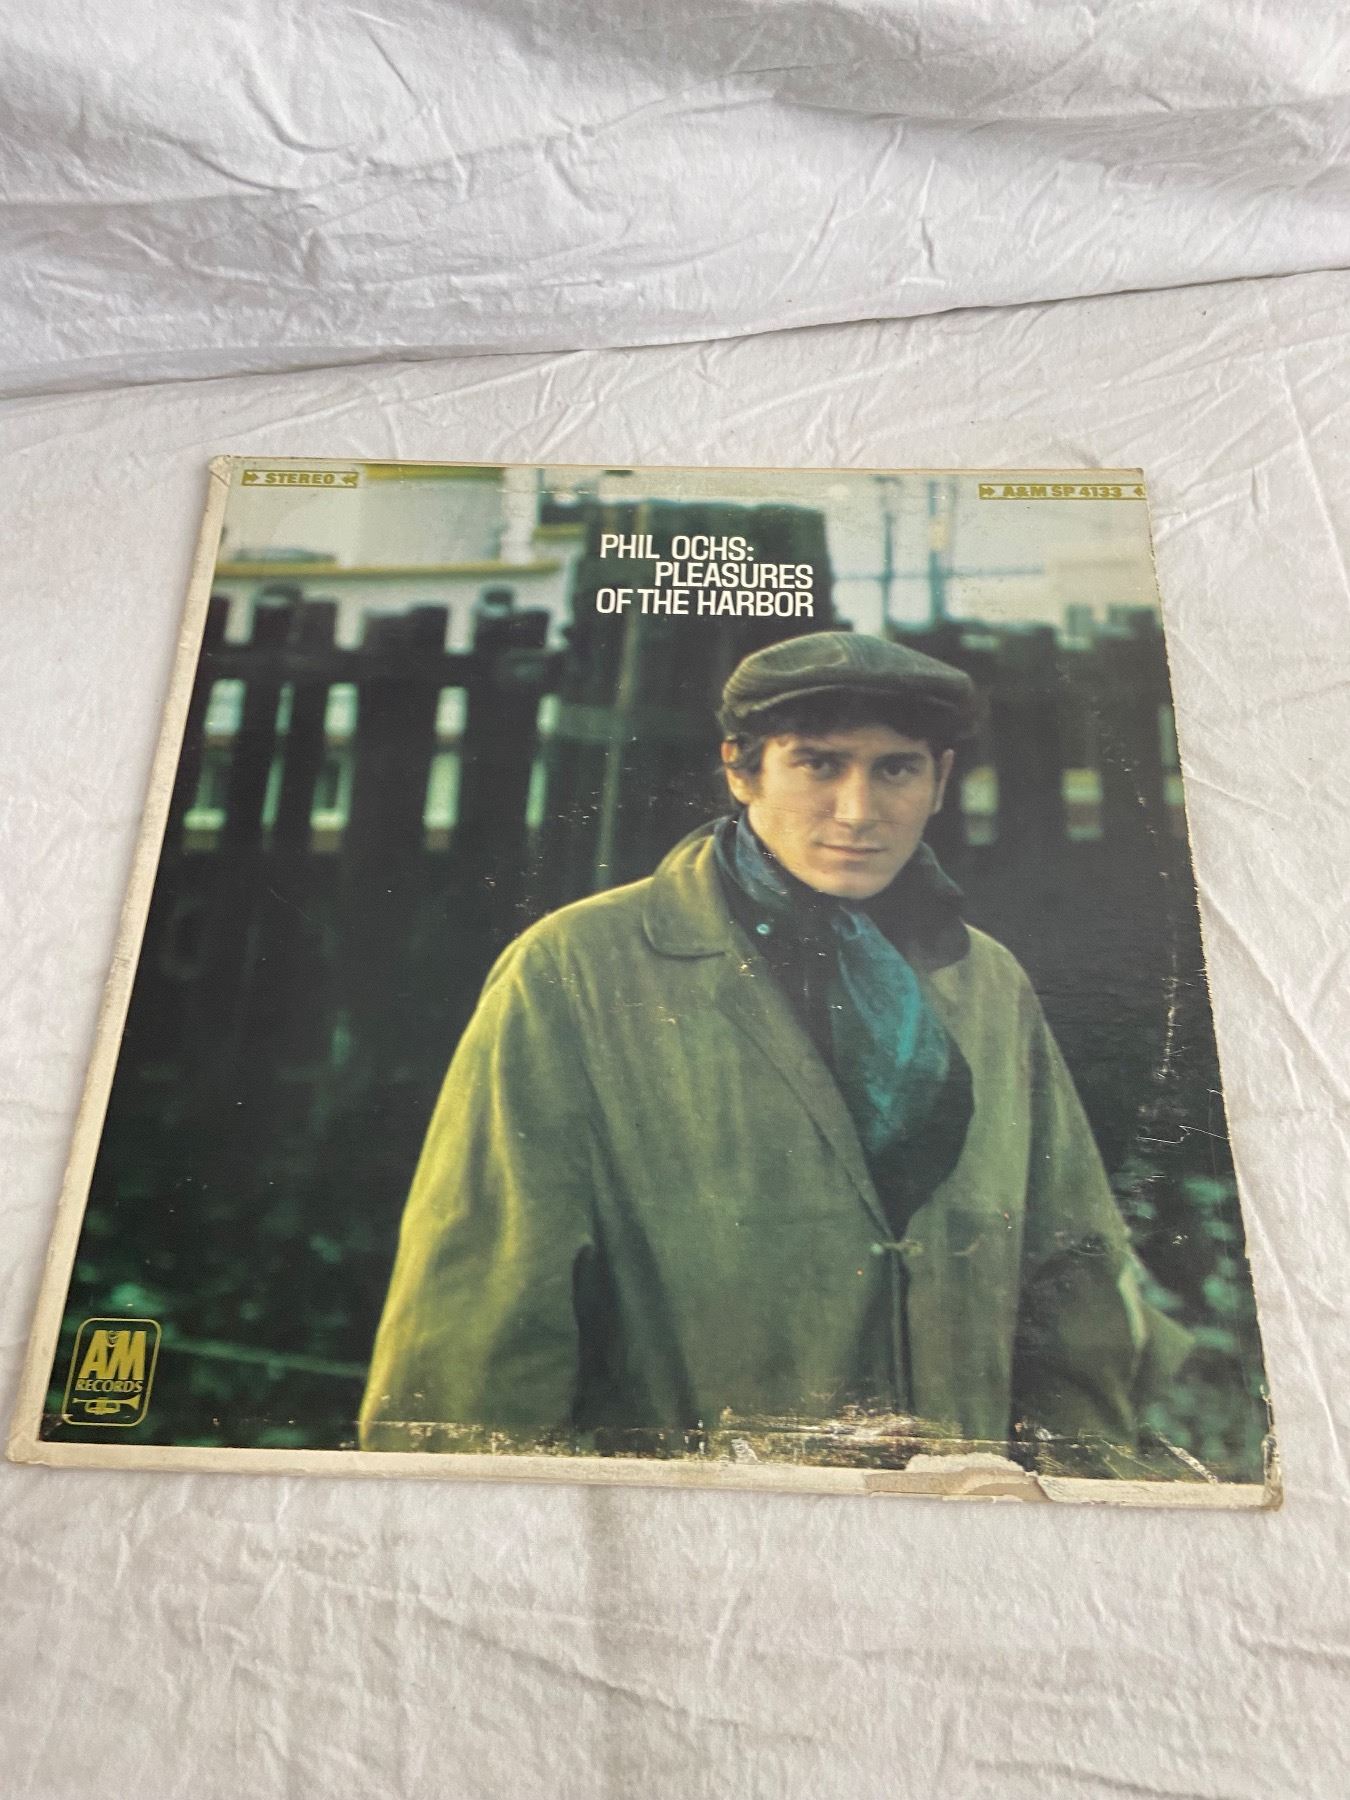 STEREO
A&M SP 4133
PHIL OCHS:
PLEASURES
OF THE HARBOR
A&M
RECORDS